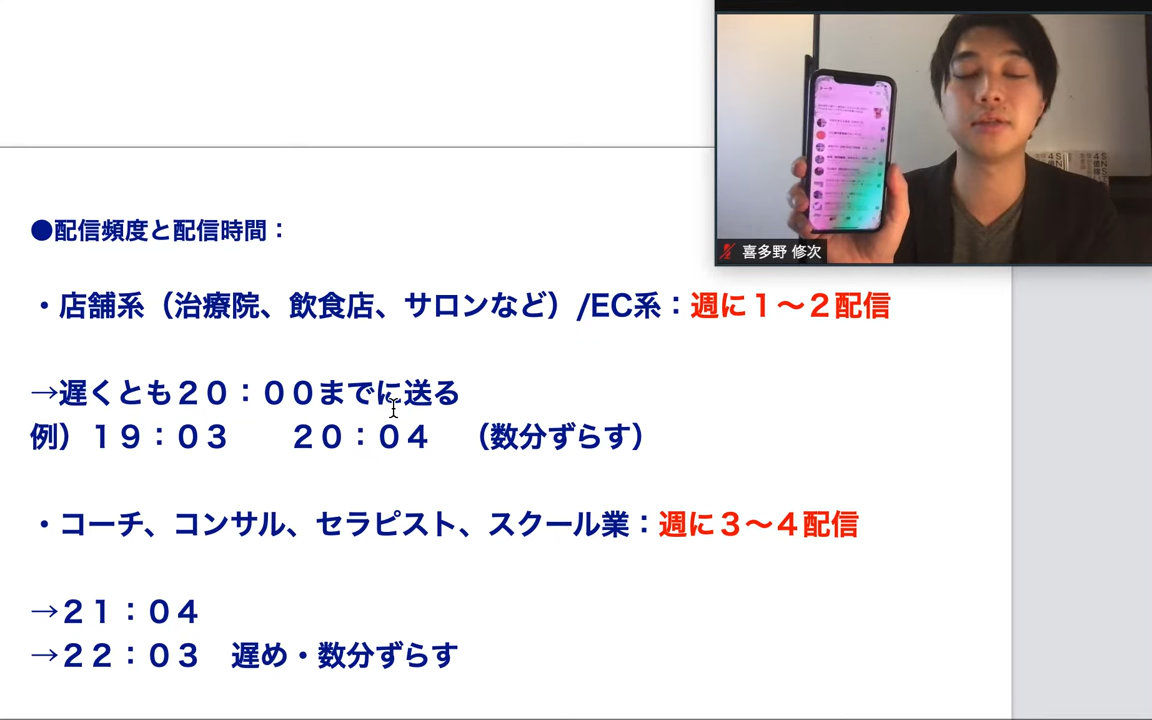 ●配信頻度と配信時間：
・店舗系（治療院、飲食店、サロンなど）/EC系：週に１〜２配信
→遅くとも２０：００までに送る
例）１９：０３　　２０：０４　（数分ずらす）
・コーチ、コンサル、セラピスト、スクール業：週に３〜４配信
→２１：０４
→２２：０３　遅め・数分ずらす
喜多野 修次
トーク